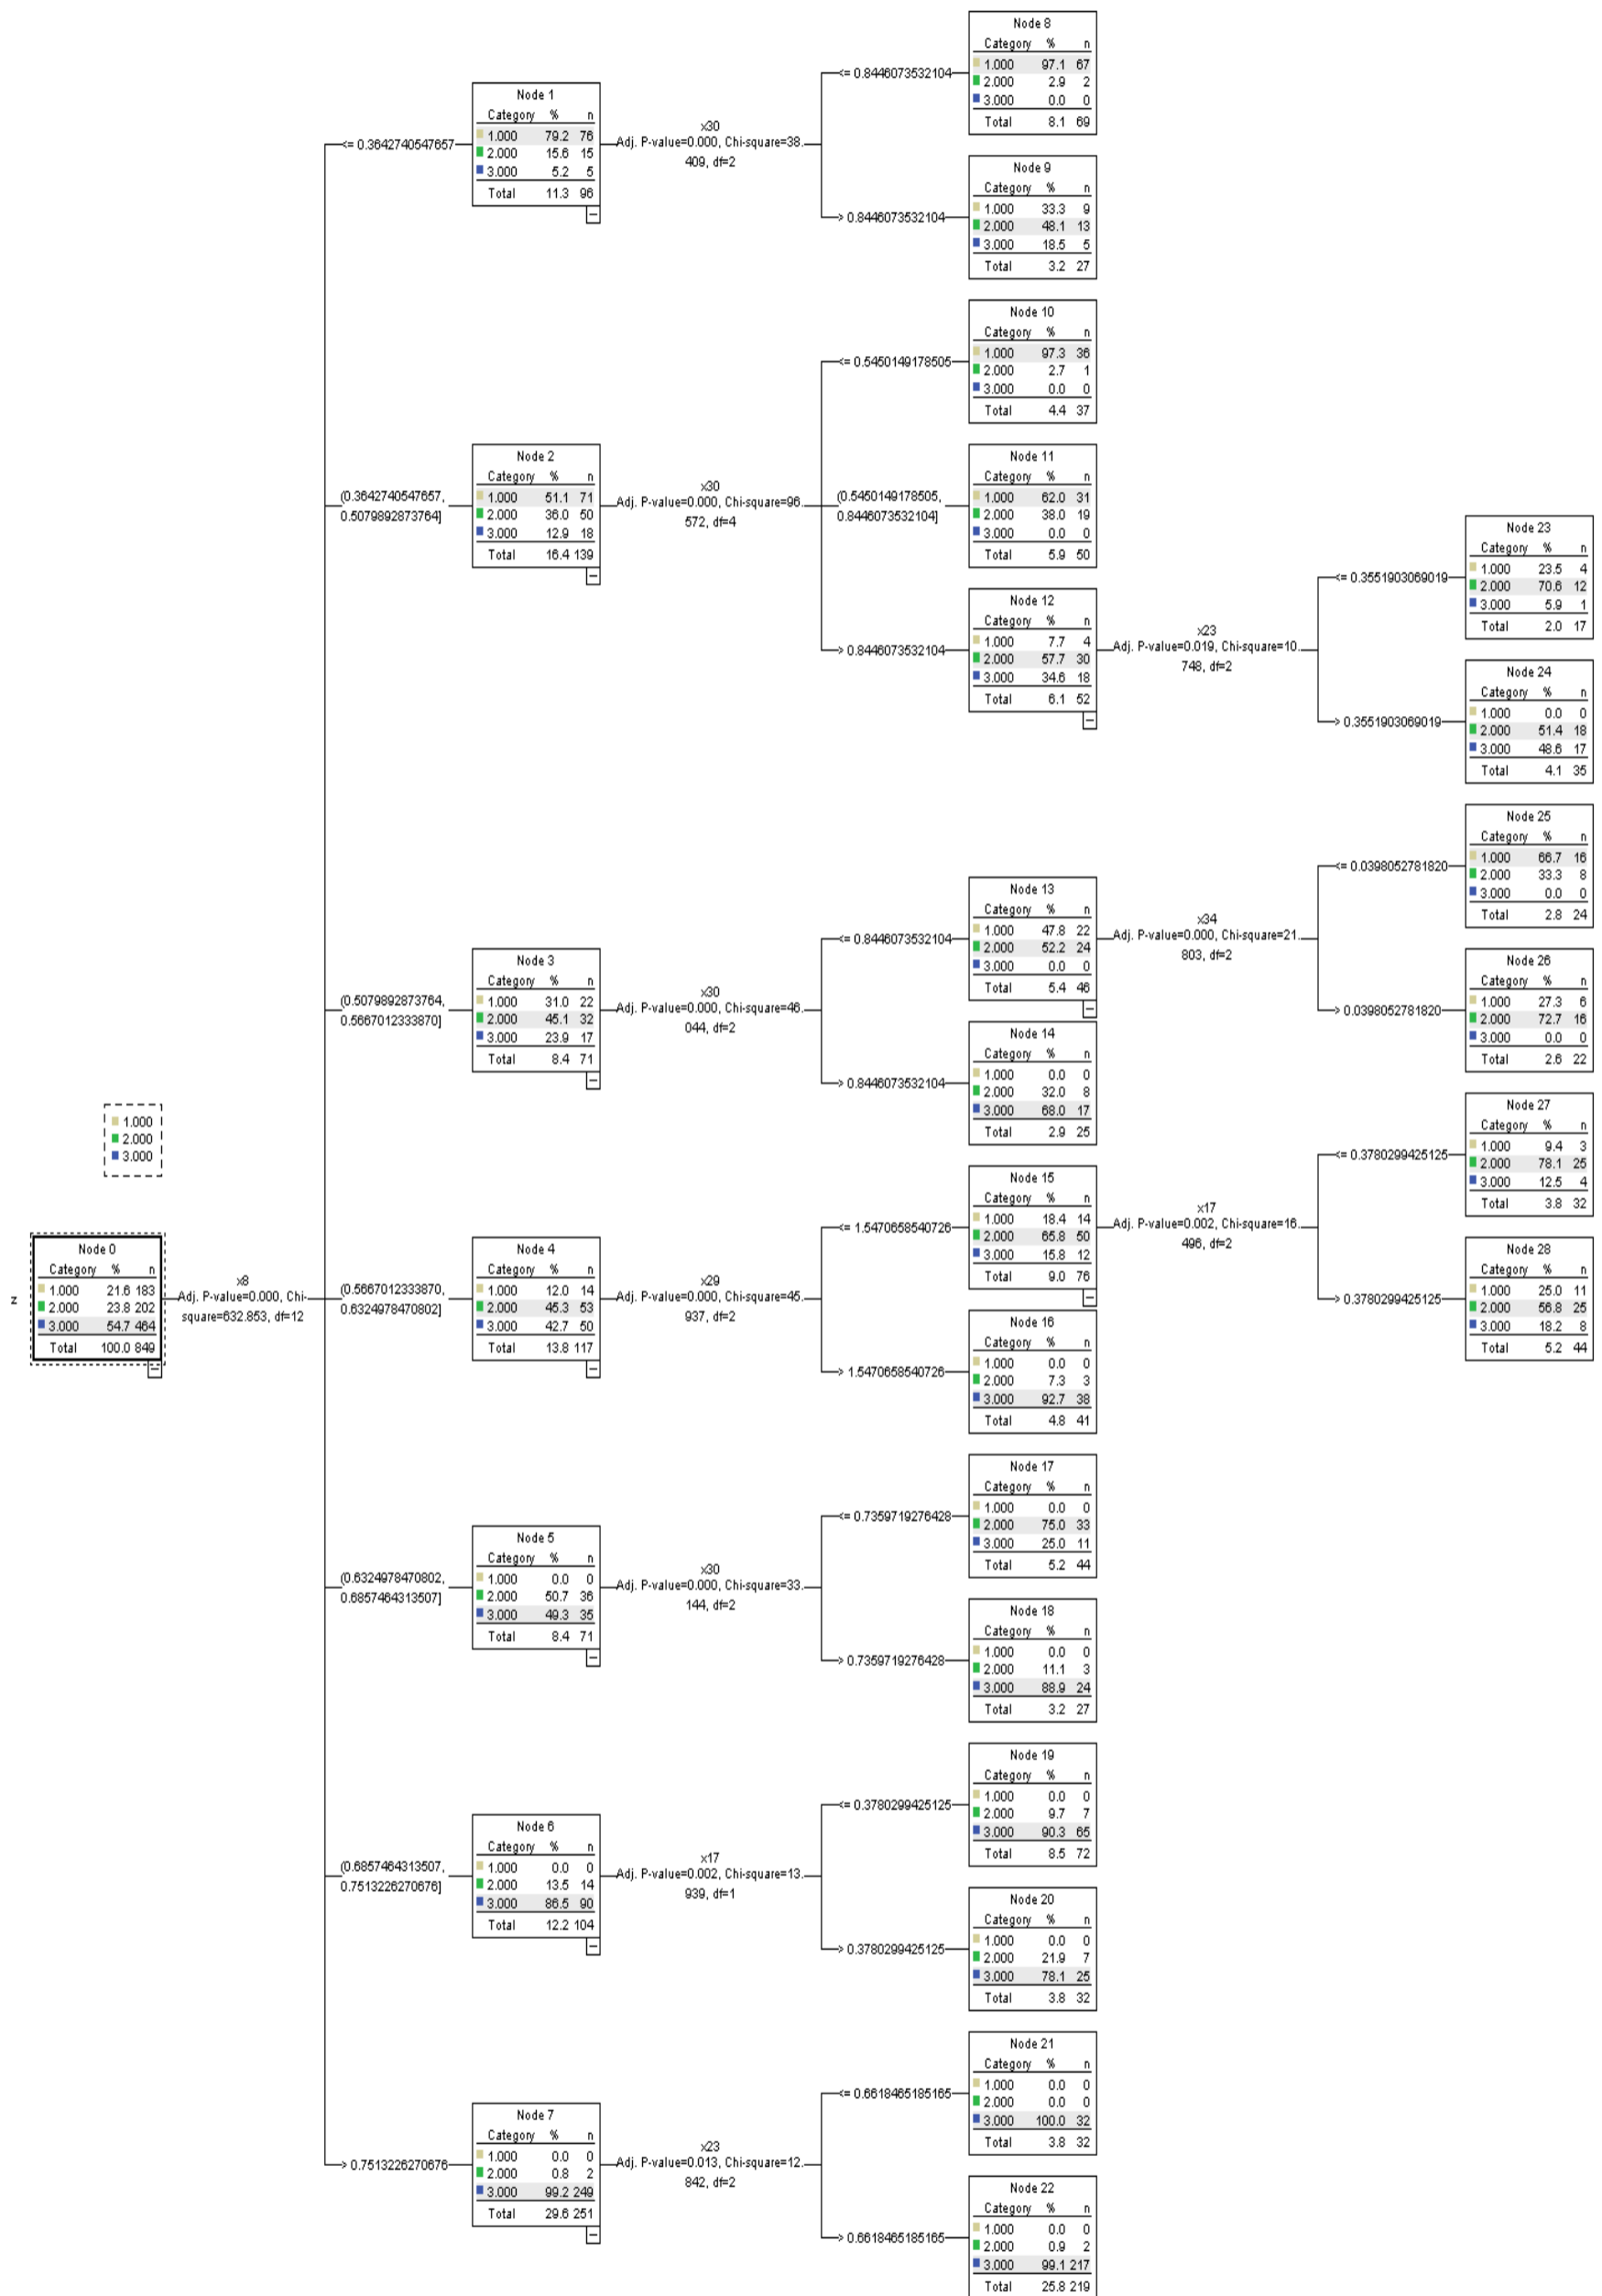 z
1.000
2.000
3.000
Node 0
Category % n
1.000 21.6 183
2.000 23.8 202
3.000 54.7 464
Total 100.0 849
x8
Adj. P-value=0.000, Chi-
square=632.853, df=12
<= 0.3642740547657
Node 1
Category % n
1.000 79.2 76
2.000 15.6 15
3.000 5.2 5
Total 11.3 96
x30
Adj. P-value=0.000, Chi-square=38.
409, df=2
<= 0.8446073532104
Node 8
Category % n
1.000 97.1 67
2.000 2.9 2
3.000 0.0 0
Total 8.1 69
> 0.8446073532104
Node 9
Category % n
1.000 33.3 9
2.000 48.1 13
3.000 18.5 5
Total 3.2 27
(0.3642740547657,
0.5079892873764]
Node 2
Category % n
1.000 51.1 71
2.000 36.0 50
3.000 12.9 18
Total 16.4 139
x30
Adj. P-value=0.000, Chi-square=96.
572, df=4
<= 0.5450149178505
Node 10
Category % n
1.000 97.3 36
2.000 2.7 1
3.000 0.0 0
Total 4.4 37
(0.5450149178505,
0.8446073532104]
Node 11
Category % n
1.000 62.0 31
2.000 38.0 19
3.000 0.0 0
Total 5.9 50
> 0.8446073532104
Node 12
Category % n
1.000 7.7 4
2.000 57.7 30
3.000 34.6 18
Total 6.1 52
x23
Adj. P-value=0.019, Chi-square=10.
748, df=2
<= 0.3551903069019
Node 23
Category % n
1.000 23.5 4
2.000 70.6 12
3.000 5.9 1
Total 2.0 17
> 0.3551903069019
Node 24
Category % n
1.000 0.0 0
2.000 51.4 18
3.000 48.6 17
Total 4.1 35
(0.5079892873764,
0.5667012333870]
Node 3
Category % n
1.000 31.0 22
2.000 45.1 32
3.000 23.9 17
Total 8.4 71
x30
Adj. P-value=0.000, Chi-square=46.
044, df=2
<= 0.8446073532104
Node 13
Category % n
1.000 47.8 22
2.000 52.2 24
3.000 0.0 0
Total 5.4 46
x34
Adj. P-value=0.000, Chi-square=21.
803, df=2
<= 0.0398052781820
Node 25
Category % n
1.000 66.7 16
2.000 33.3 8
3.000 0.0 0
Total 2.8 24
> 0.0398052781820
Node 26
Category % n
1.000 27.3 6
2.000 72.7 16
3.000 0.0 0
Total 2.6 22
> 0.8446073532104
Node 14
Category % n
1.000 0.0 0
2.000 32.0 8
3.000 68.0 17
Total 2.9 25
(0.5667012333870,
0.6324978470802]
Node 4
Category % n
1.000 12.0 14
2.000 45.3 53
3.000 42.7 50
Total 13.8 117
x29
Adj. P-value=0.000, Chi-square=45.
937, df=2
<= 1.5470658540726
Node 15
Category % n
1.000 18.4 14
2.000 65.8 50
3.000 15.8 12
Total 9.0 76
x17
Adj. P-value=0.002, Chi-square=16.
496, df=2
<= 0.3780299425125
Node 27
Category % n
1.000 9.4 3
2.000 78.1 25
3.000 12.5 4
Total 3.8 32
> 0.3780299425125
Node 28
Category % n
1.000 25.0 11
2.000 56.8 25
3.000 18.2 8
Total 5.2 44
> 1.5470658540726
Node 16
Category % n
1.000 0.0 0
2.000 7.3 3
3.000 92.7 38
Total 4.8 41
(0.6324978470802,
0.6857464313507]
Node 5
Category % n
1.000 0.0 0
2.000 50.7 36
3.000 49.3 35
Total 8.4 71
x30
Adj. P-value=0.000, Chi-square=33.
144, df=2
<= 0.7359719276428
Node 17
Category % n
1.000 0.0 0
2.000 75.0 33
3.000 25.0 11
Total 5.2 44
> 0.7359719276428
Node 18
Category % n
1.000 0.0 0
2.000 11.1 3
3.000 88.9 24
Total 3.2 27
(0.6857464313507,
0.7513226270676]
Node 6
Category % n
1.000 0.0 0
2.000 13.5 14
3.000 86.5 90
Total 12.2 104
x17
Adj. P-value=0.002, Chi-square=13.
939, df=1
<= 0.3780299425125
Node 19
Category % n
1.000 0.0 0
2.000 9.7 7
3.000 90.3 65
Total 8.5 72
> 0.3780299425125
Node 20
Category % n
1.000 0.0 0
2.000 21.9 7
3.000 78.1 25
Total 3.8 32
> 0.7513226270676
Node 7
Category % n
1.000 0.0 0
2.000 0.8 2
3.000 99.2 249
Total 29.6 251
x23
Adj. P-value=0.013, Chi-square=12.
842, df=2
<= 0.6618465185165
Node 21
Category % n
1.000 0.0 0
2.000 0.0 0
3.000 100.0 32
Total 3.8 32
> 0.6618465185165
Node 22
Category % n
1.000 0.0 0
2.000 0.9 2
3.000 99.1 217
Total 25.8 219